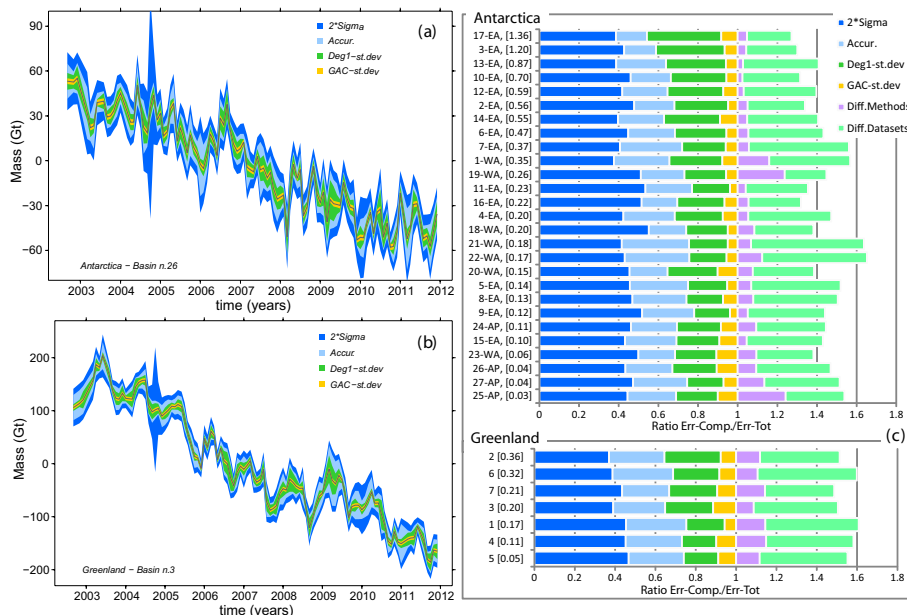 (a)
2*Sigma
Accur.
Deg1-st.dev
GAC-st.dev
100
60
30
0
-30
-60
Mass (Gt)
Antarctica - Basin n.26
2003 2004 2005 2006 2007 2008 2009 2010 2011 2012
time (years)
(b)
2*Sigma
Accur.
Deg1-st.dev
GAC-st.dev
200
100
0
-100
-200
Mass (Gt)
Greenland - Basin n.3
2003 2004 2005 2006 2007 2008 2009 2010 2011 2012
time (years)
Antarctica
17-EA, [1.36]
3-EA, [1.20]
13-EA, [0.87]
10-EA, [0.70]
12-EA, [0.59]
2-EA, [0.56]
14-EA, [0.55]
6-EA, [0.47]
7-EA, [0.37]
1-WA, [0.35]
19-WA, [0.26]
11-EA, [0.23]
16-EA, [0.22]
4-EA, [0.20]
18-WA, [0.20]
21-WA, [0.18]
22-WA, [0.17]
20-WA, [0.15]
5-EA, [0.14]
8-EA, [0.13]
9-EA, [0.12]
24-AP, [0.11]
15-EA, [0.10]
23-WA, [0.06]
26-AP, [0.04]
27-AP, [0.04]
25-AP, [0.03]
2*Sigma
Accur.
Deg1-st.dev
GAC-st.dev
Diff.Methods
Diff.Datasets
0 0.2 0.4 0.6 0.8 1 1.2 1.4 1.6 1.8
Ratio Err-Comp./Err-Tot
Greenland
(c)
2 [0.36]
6 [0.32]
7 [0.21]
3 [0.20]
1 [0.17]
4 [0.11]
5 [0.05]
0 0.2 0.4 0.6 0.8 1 1.2 1.4 1.6 1.8
Ratio Err-Comp./Err-Tot